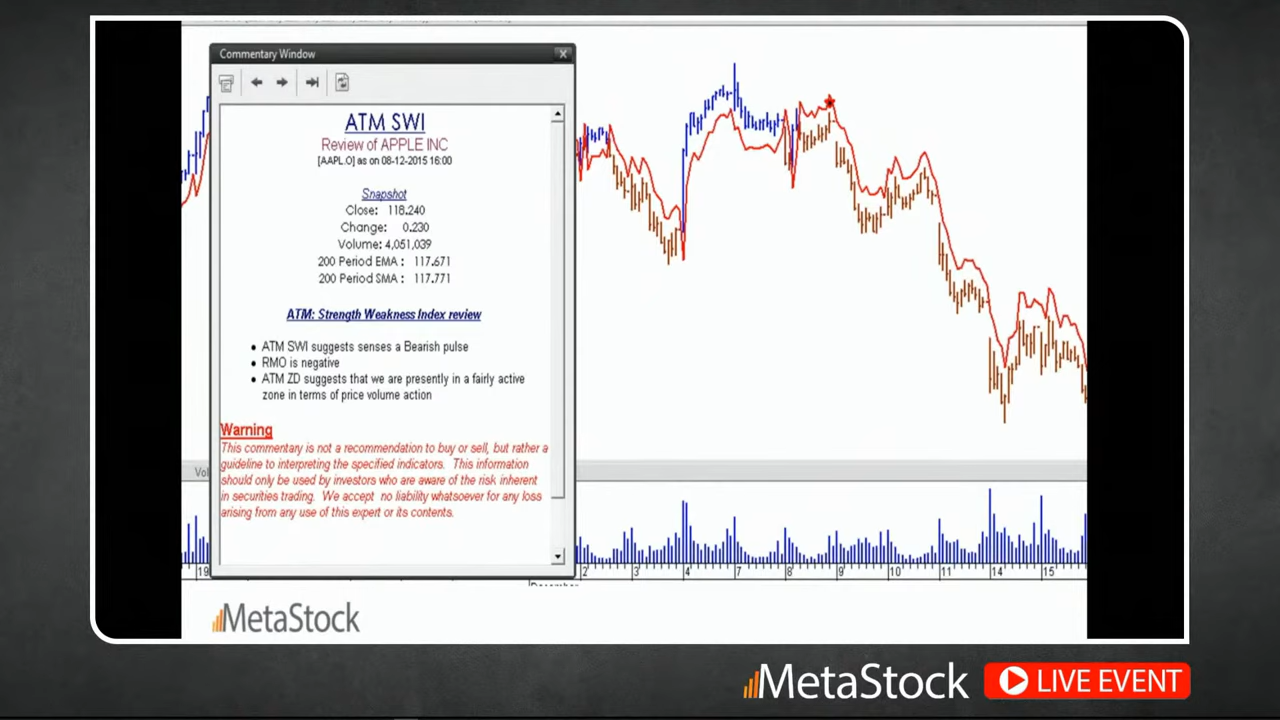 Commentary Window
ATM SWI
Review of APPLE INC
[AAPL.O] as on 08-12-2015 16:00
Snapshot
Close: 118.240
Change: 0.230
Volume: 4,051,039
200 Period EMA : 117.671
200 Period SMA : 117.771
ATM: Strength Weakness Index review
• ATM SWI suggests senses a Bearish pulse
• RMO is negative
• ATM ZD suggests that we are presently in a fairly active
zone in terms of price volume action
Warning
This commentary is not a recommendation to buy or sell, but rather a
guideline to interpreting the specified indicators. This information
should only be used by investors who are aware of the risk inherent
in securities trading. We accept no liability whatsoever for any loss
arising from any use of this expert or its contents.
Vol
19 2 3 4 7 8 9 10 11 14 15
MetaStock
MetaStock LIVE EVENT